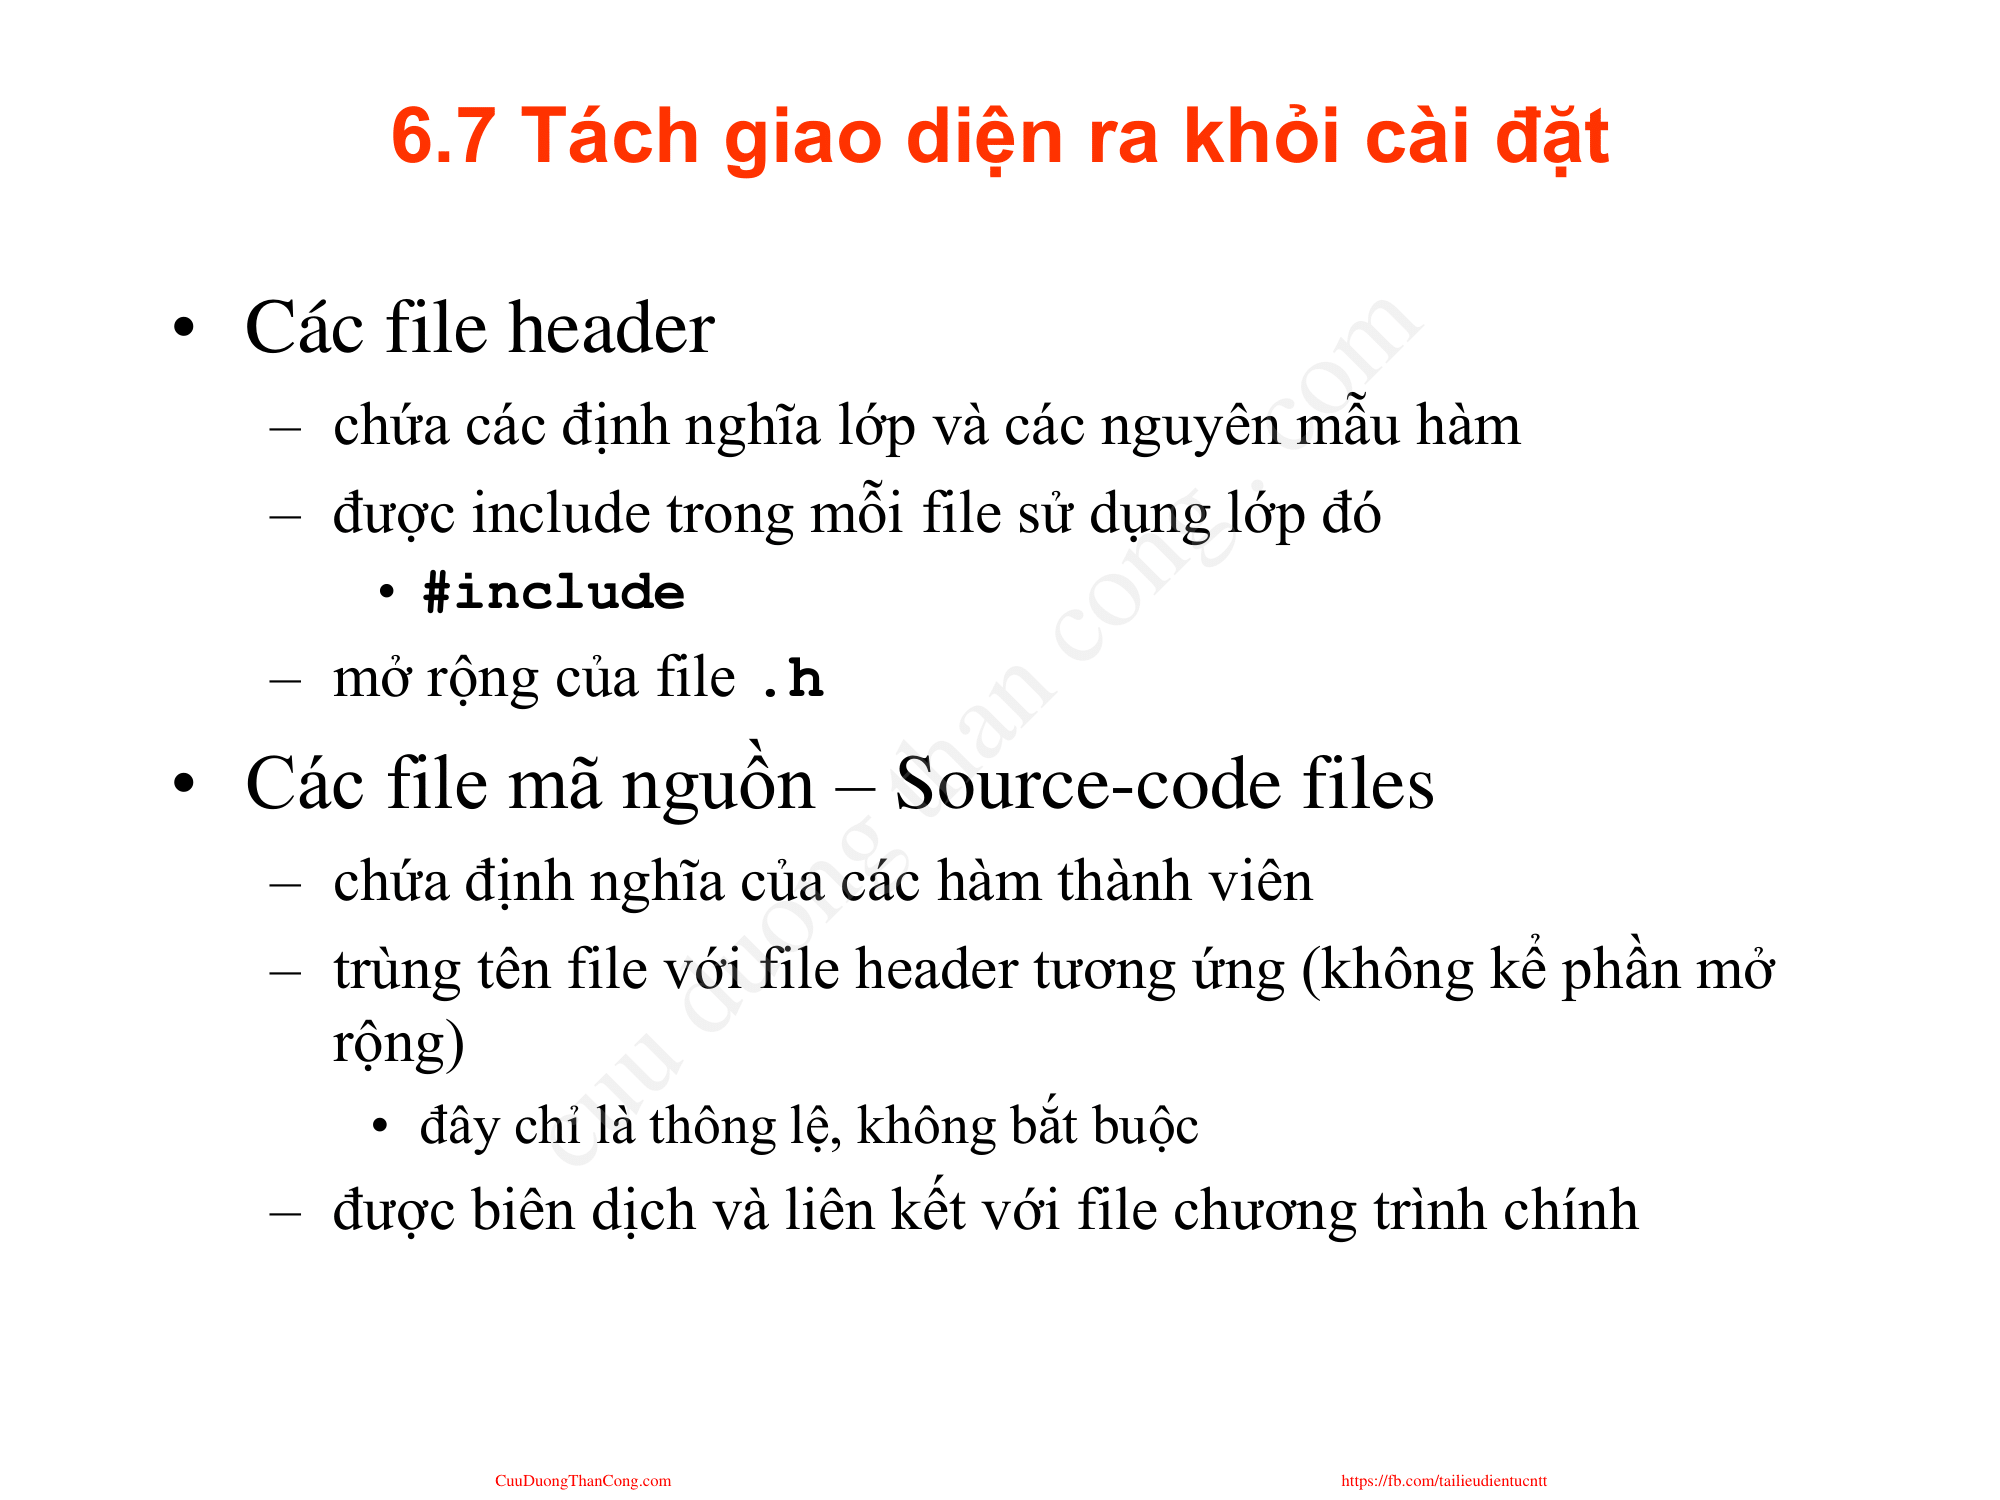 6.7 Tách giao diện ra khỏi cài đặt
• Các file header
– chứa các định nghĩa lớp và các nguyên mẫu hàm
– được include trong mỗi file sử dụng lớp đó
• #include
– mở rộng của file .h
• Các file mã nguồn – Source-code files
– chứa định nghĩa của các hàm thành viên
– trùng tên file với file header tương ứng (không kể phần mở
rộng)
• đây chỉ là thông lệ, không bắt buộc
– được biên dịch và liên kết với file chương trình chính
cuu duong than cong . com
CuuDuongThanCong.com
https://fb.com/tailieudientucntt